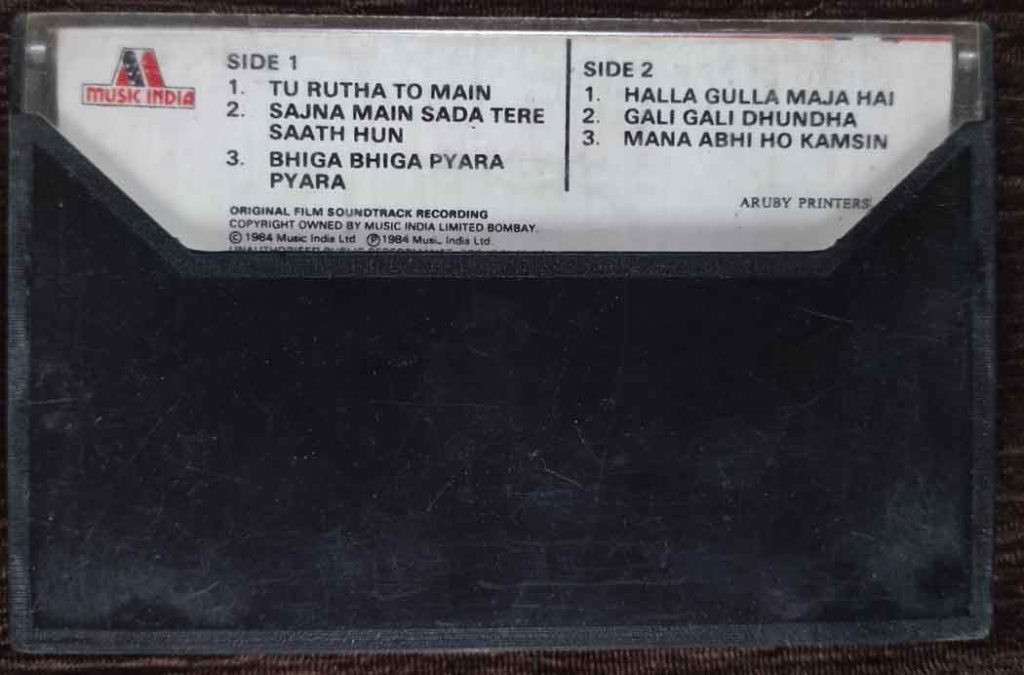 MUSIC INDIA
SIDE 1
1. TU RUTHA TO MAIN
2. SAJNA MAIN SADA TERE
SAATH HUN
3. BHIGA BHIGA PYARA
PYARA
ORIGINAL FILM SOUNDTRACK RECORDING
COPYRIGHT OWNED BY MUSIC INDIA LIMITED BOMBAY.
© 1984 Music India Ltd ℗ 1984 Music India Ltd
SIDE 2
1. HALLA GULLA MAJA HAI
2. GALI GALI DHUNDHA
3. MANA ABHI HO KAMSIN
ARUBY PRINTERS